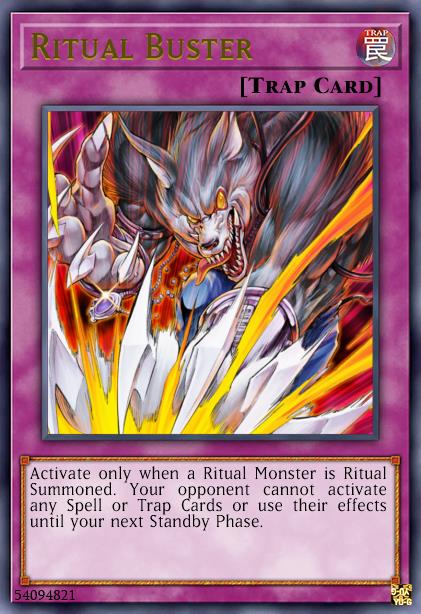 Ritual Buster
TRAP
罠
[Trap Card]
Activate only when a Ritual Monster is Ritual
Summoned. Your opponent cannot activate
any Spell or Trap Cards or use their effects
until your next Standby Phase.
54094821